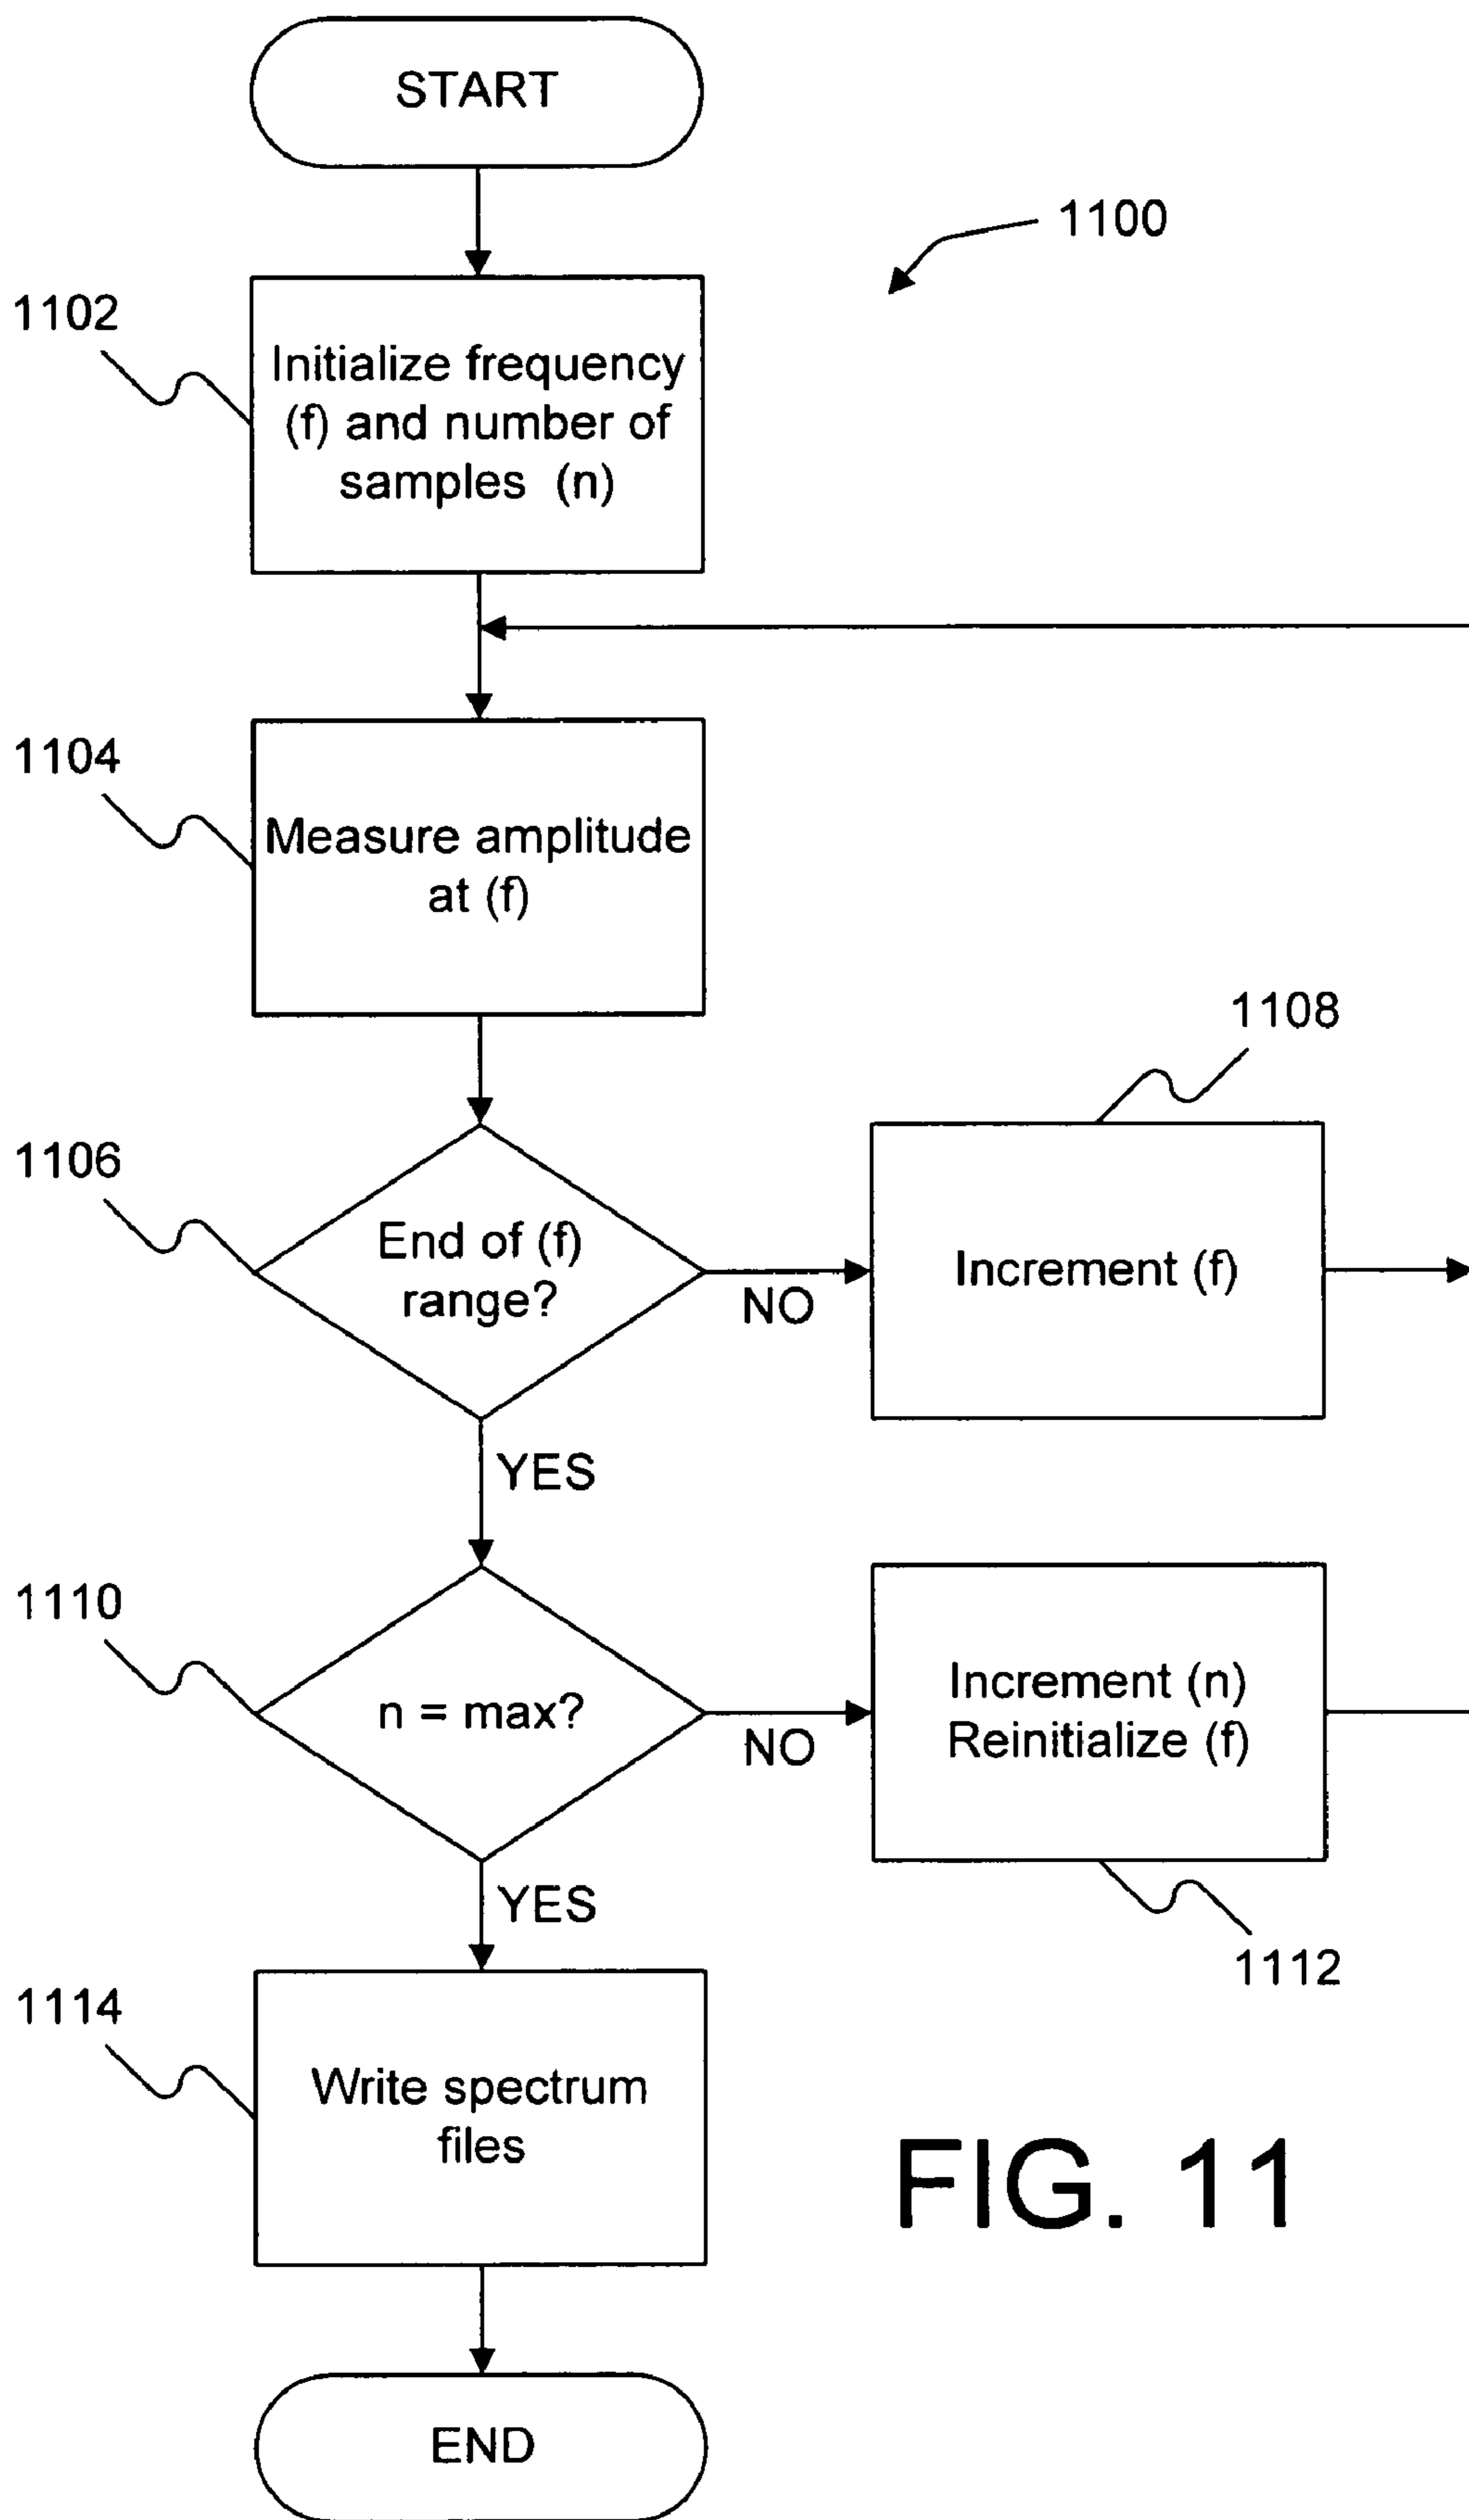 START
1100
1102
Initialize frequency
(f) and number of
samples (n)
1104
Measure amplitude
at (f)
1108
1106
End of (f)
range?
NO
Increment (f)
YES
1110
n = max?
NO
Increment (n)
Reinitialize (f)
YES
1112
1114
Write spectrum
files
FIG. 11
END